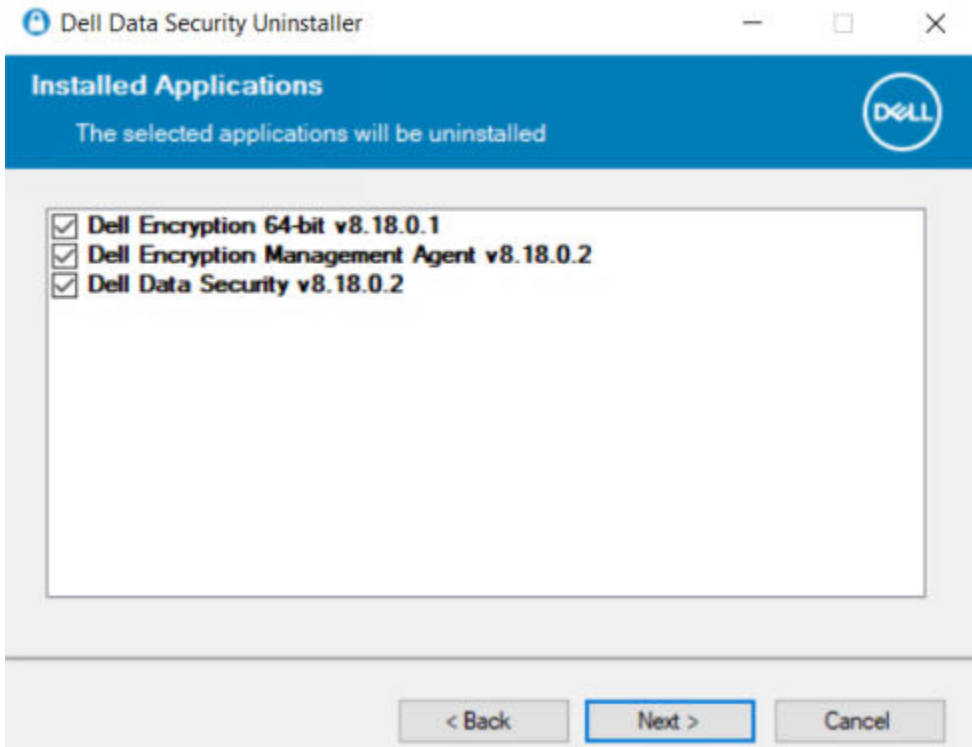 Dell Data Security Uninstaller
Installed Applications
The selected applications will be uninstalled
DELL
Dell Encryption 64-bit v8.18.0.1
Dell Encryption Management Agent v8.18.0.2
Dell Data Security v8.18.0.2
< Back Next > Cancel